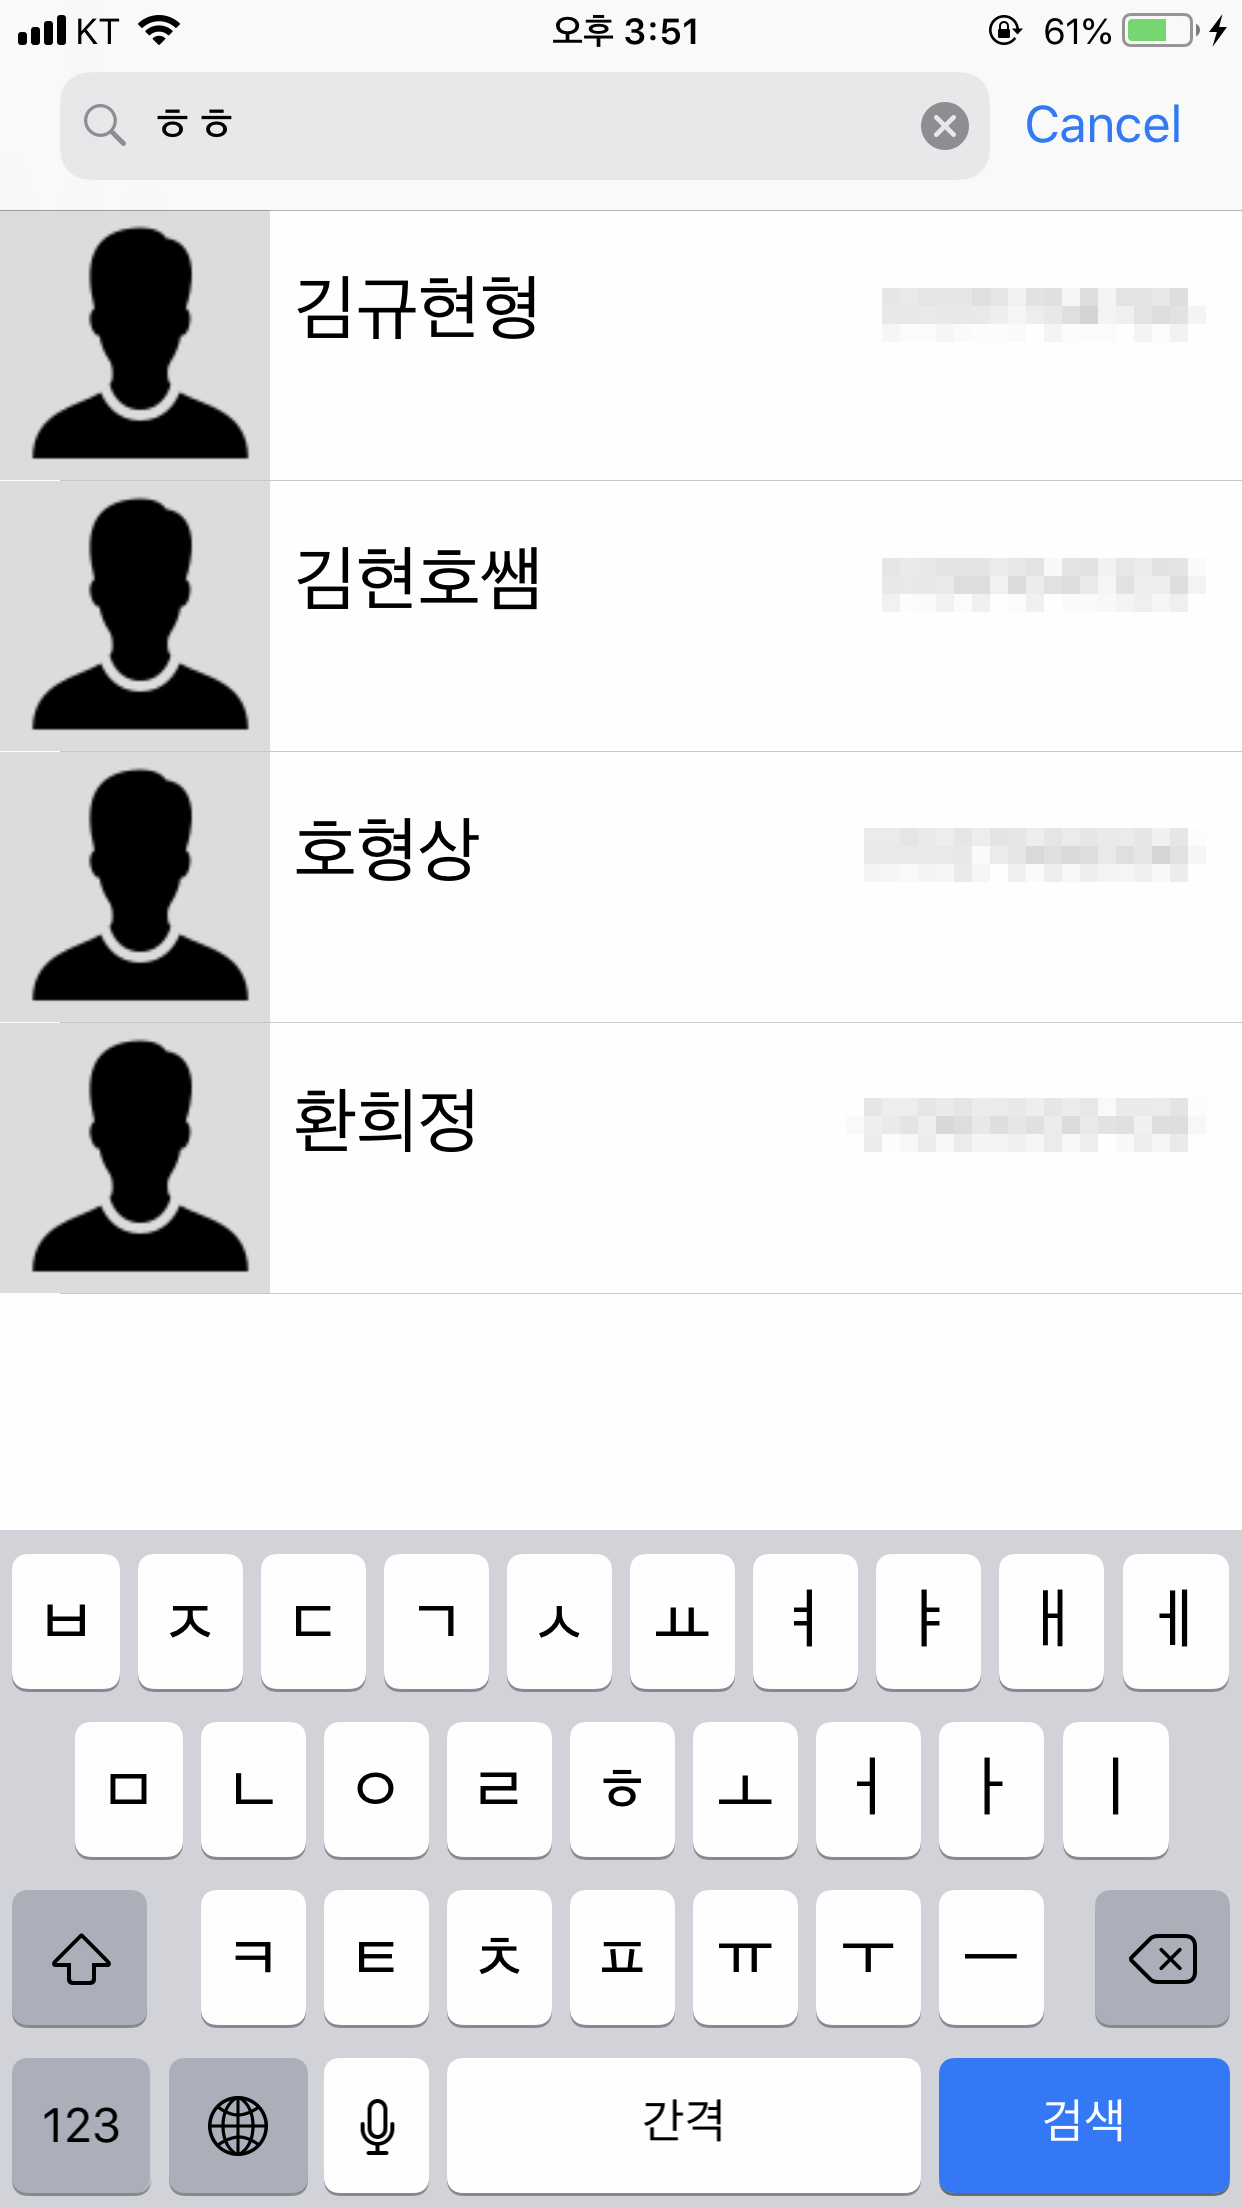 KT 오후 3:51 61%
ㅎㅎ Cancel
김규현형
김현호쌤
호형상
환희정
ㅂ ㅈ ㄷ ㄱ ㅅ ㅛ ㅕ ㅑ ㅐ ㅔ
ㅁ ㄴ ㅇ ㄹ ㅎ ㅗ ㅓ ㅏ ㅣ
ㅋ ㅌ ㅊ ㅍ ㅠ ㅜ ㅡ
123 간격 검색